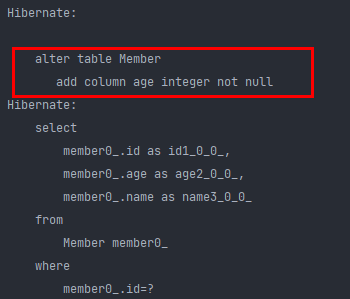 Hibernate:
alter table Member
add column age integer not null
Hibernate:
select
member0_.id as id1_0_0_,
member0_.age as age2_0_0_,
member0_.name as name3_0_0_
from
Member member0_
where
member0_.id=?